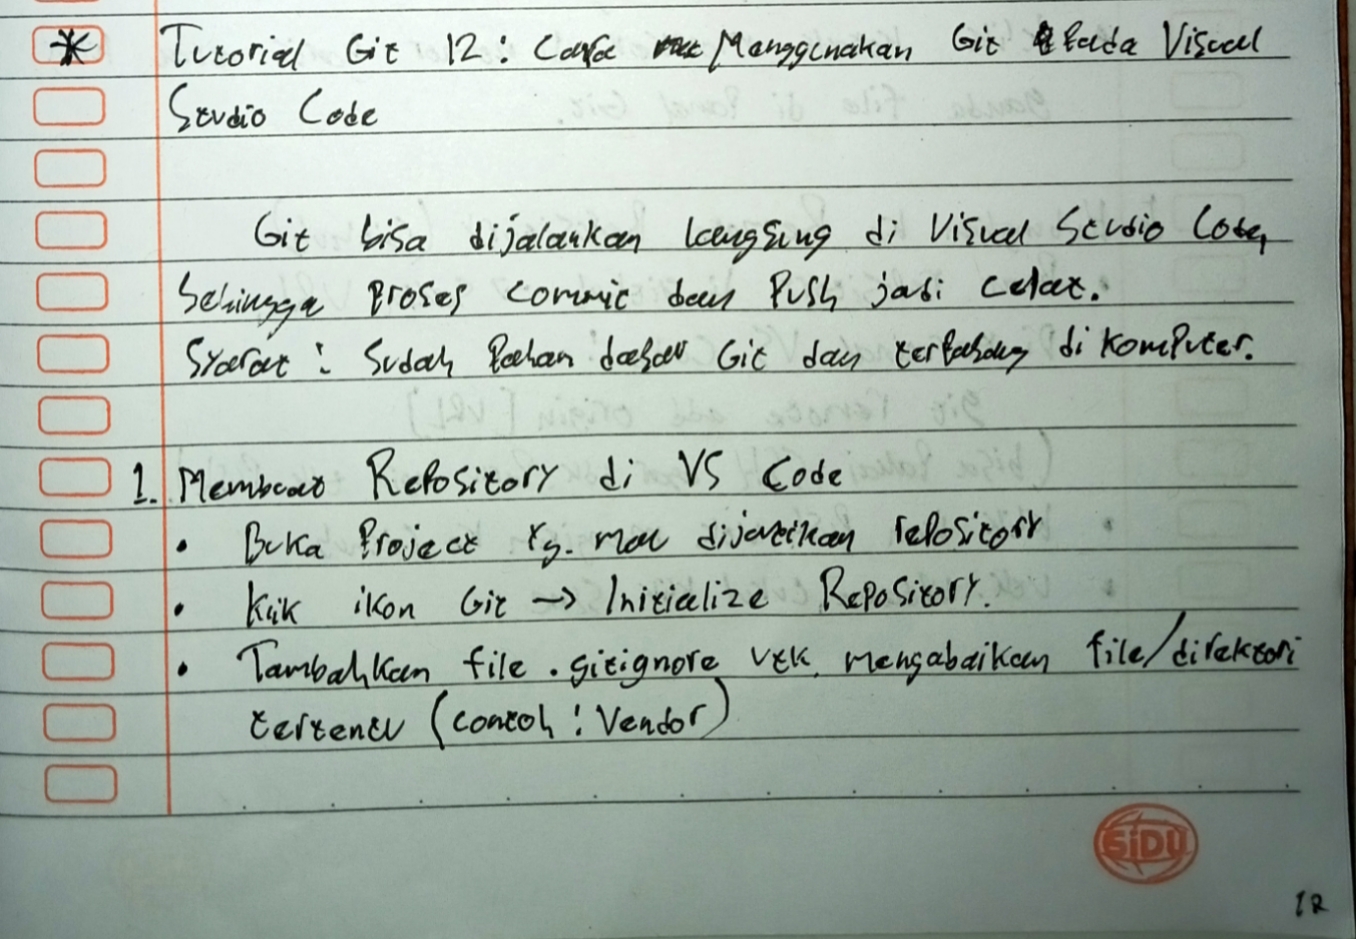 * Tutorial Git 12 : Cara Menggunakan Git Pada Visual
Studio Code
Git bisa dijalankan langsung di Visual Studio Code,
Sehingga Proses commit dan Push jadi cepat.
Syarat : Sudah Paham dasar Git dan terpasang di Komputer.
1. Membuat Repository di VS Code
• Buka Project yg. mau dijadikan repository
• Klik ikon Git → Initialize Repository.
• Tambahkan file .gitignore utk. mengabaikan file/direktori
tertentu (contoh : Vendor)
SiDU
12